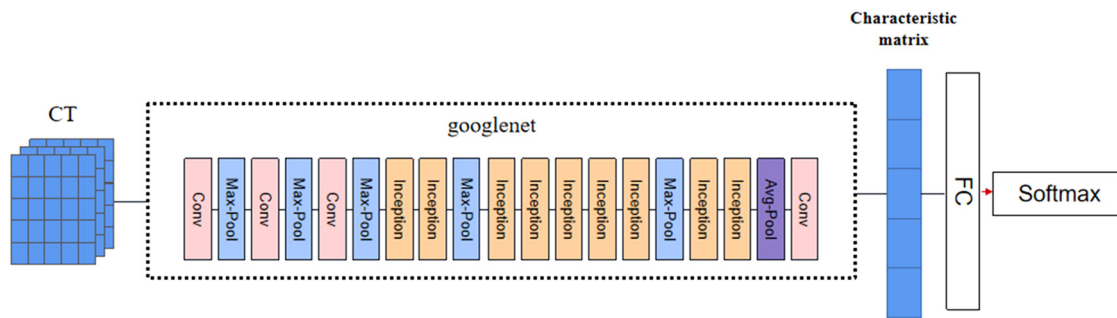 Characteristic
matrix
CT
googlenet
Conv
Max-Pool
Conv
Max-Pool
Conv
Max-Pool
Inception
Inception
Max-Pool
Inception
Inception
Inception
Inception
Inception
Max-Pool
Inception
Inception
Avg-Pool
Conv
FC
Softmax